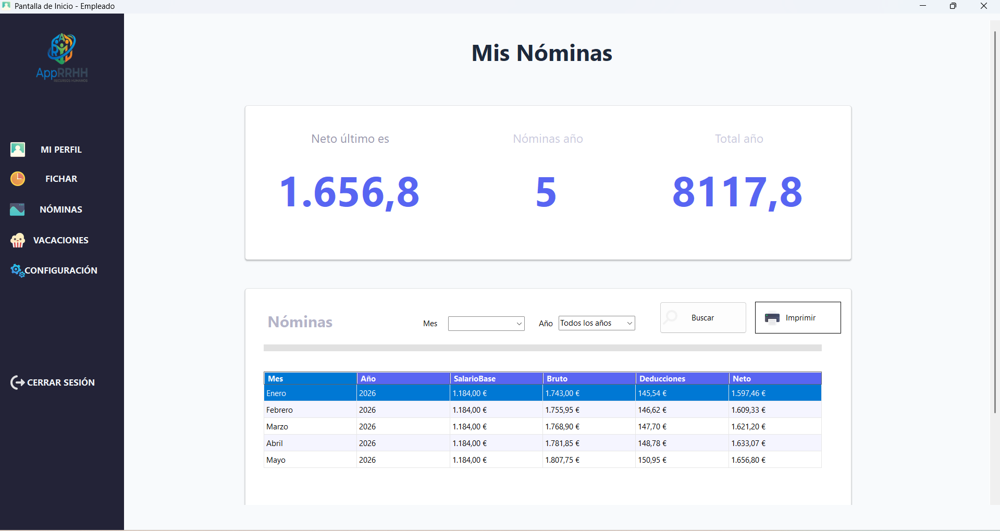 Pantalla de Inicio - Empleado
AppRRHH
RECURSOS HUMANOS
MI PERFIL
FICHAR
NÓMINAS
VACACIONES
CONFIGURACIÓN
CERRAR SESIÓN
Mis Nóminas
Neto último es Nóminas año Total año
1.656,8 5 8117,8
Nóminas Mes Año Todos los años Buscar Imprimir
Mes Año SalarioBase Bruto Deducciones Neto
Enero 2026 1.184,00 € 1.743,00 € 145,54 € 1.597,46 €
Febrero 2026 1.184,00 € 1.755,95 € 146,62 € 1.609,33 €
Marzo 2026 1.184,00 € 1.768,90 € 147,70 € 1.621,20 €
Abril 2026 1.184,00 € 1.781,85 € 148,78 € 1.633,07 €
Mayo 2026 1.184,00 € 1.807,75 € 150,95 € 1.656,80 €